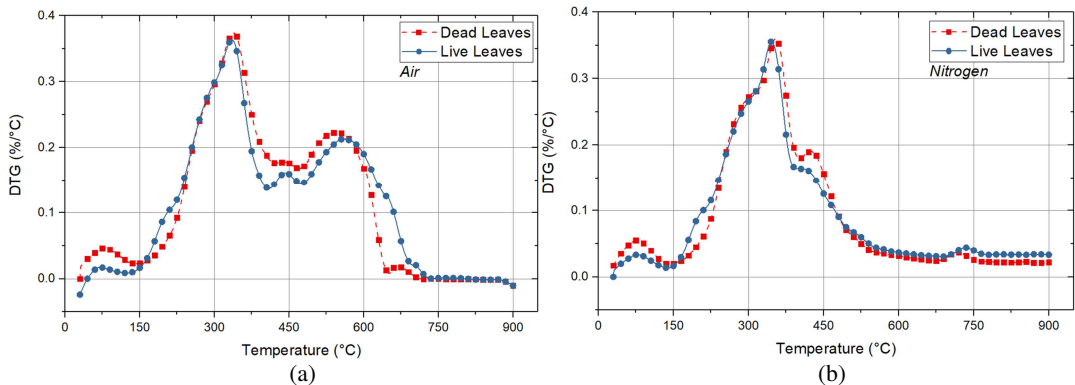 0.4
0.3
0.2
0.1
0.0
DTG (%/°C)
Dead Leaves
Live Leaves
Air
0 150 300 450 600 750 900
Temperature (°C)
(a)
0.4
0.3
0.2
0.1
0.0
DTG (%/°C)
Dead Leaves
Live Leaves
Nitrogen
0 150 300 450 600 750 900
Temperature (°C)
(b)